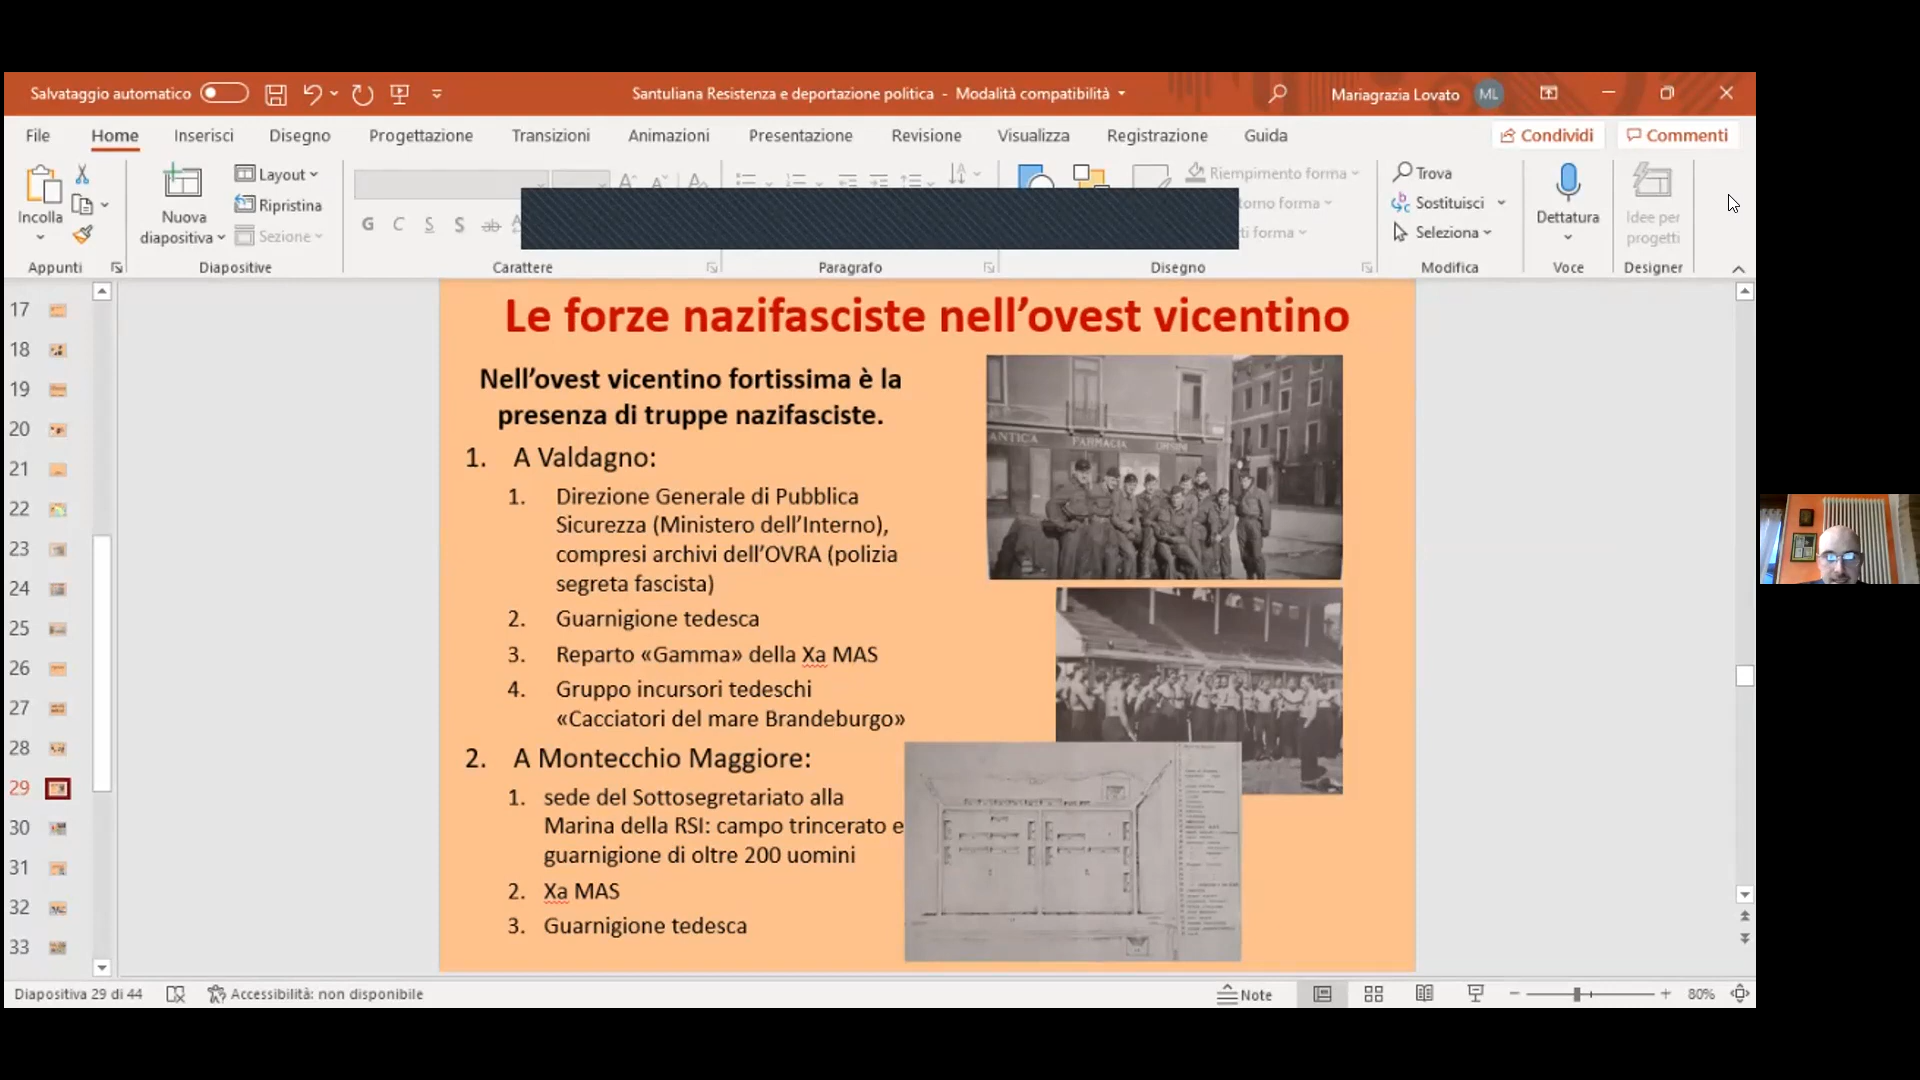 Salvataggio automatico
Santuliana Resistenza e deportazione politica - Modalità compatibilità
Mariagrazia Lovato
ML
File
Home
Inserisci
Disegno
Progettazione
Transizioni
Animazioni
Presentazione
Revisione
Visualizza
Registrazione
Guida
Condividi
Commenti
Incolla
Nuova
diapositiva
Layout
Ripristina
Sezione
G C S S ab
Riempimento forma
torno forma
ti forma
Trova
Sostituisci
Seleziona
Dettatura
Idee per
progetti
Appunti
Diapositive
Carattere
Paragrafo
Disegno
Modifica
Voce
Designer
17
18
19
20
21
22
23
24
25
26
27
28
29
30
31
32
33
Le forze nazifasciste nell’ovest vicentino
Nell’ovest vicentino fortissima è la
presenza di truppe nazifasciste.
1. A Valdagno:
1. Direzione Generale di Pubblica
Sicurezza (Ministero dell’Interno),
compresi archivi dell’OVRA (polizia
segreta fascista)
2. Guarnigione tedesca
3. Reparto «Gamma» della Xa MAS
4. Gruppo incursori tedeschi
«Cacciatori del mare Brandeburgo»
2. A Montecchio Maggiore:
1. sede del Sottosegretariato alla
Marina della RSI: campo trincerato e
guarnigione di oltre 200 uomini
2. Xa MAS
3. Guarnigione tedesca
ANTICA FARMACIA ORSINI
Diapositiva 29 di 44
Accessibilità: non disponibile
Note
80%